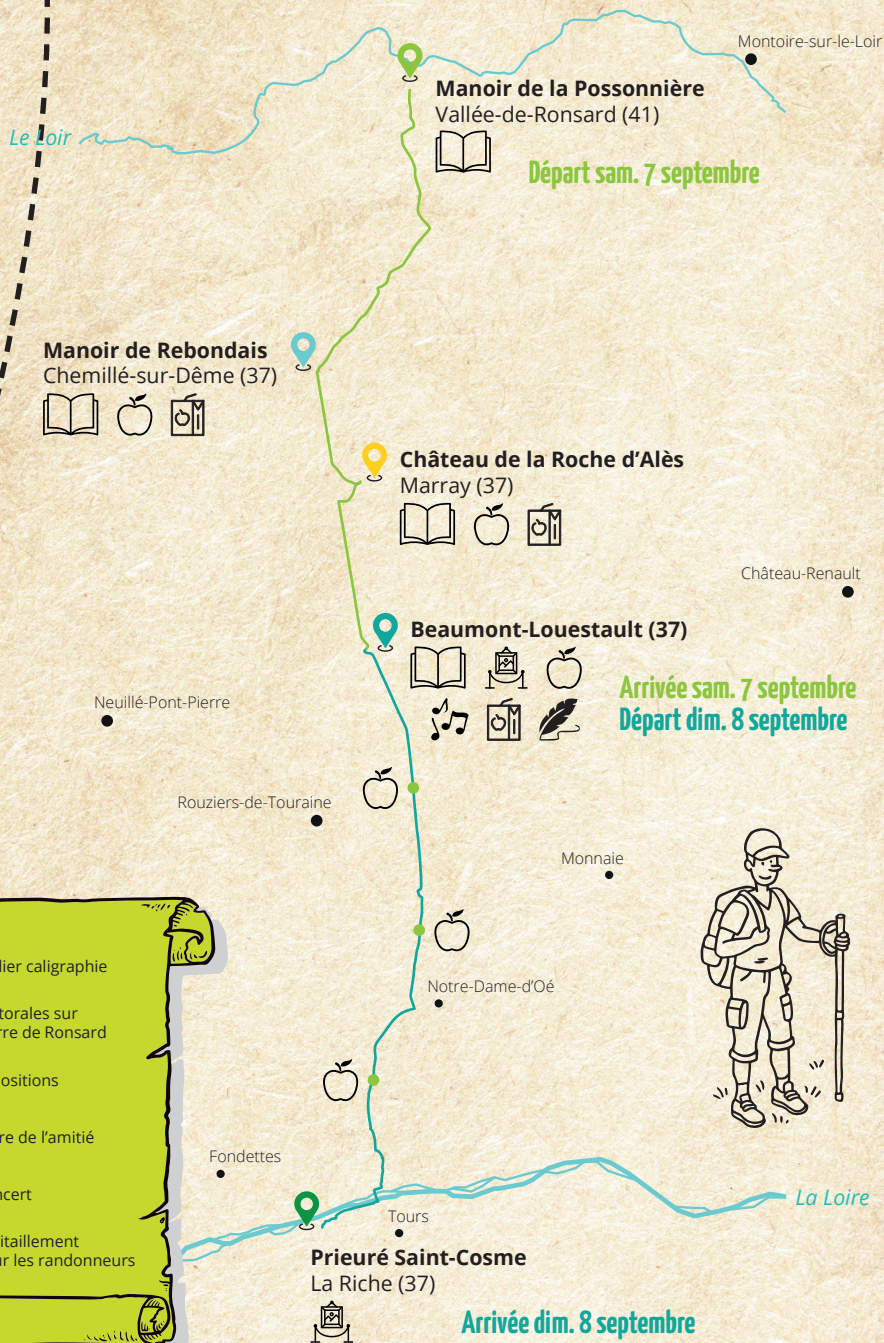 Montoire-sur-le-Loir
Manoir de la Possonnière
Vallée-de-Ronsard (41)
Le Loir
Départ sam. 7 septembre
Manoir de Rebondais
Chemillé-sur-Dême (37)
Château de la Roche d’Alès
Marray (37)
Château-Renault
Beaumont-Louestault (37)
Arrivée sam. 7 septembre
Départ dim. 8 septembre
Neuillé-Pont-Pierre
Rouziers-de-Touraine
Monnaie
lier caligraphie
Notre-Dame-d’Oé
torales sur
rre de Ronsard
ositions
re de l’amitié
Fondettes
ncert
La Loire
Tours
itaillement
ur les randonneurs
Prieuré Saint-Cosme
La Riche (37)
Arrivée dim. 8 septembre